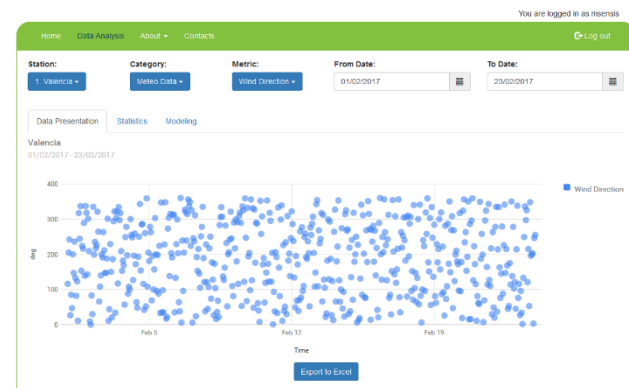 You are logged in as msensis
Home Data Analysis About Contacts Log out
Station: Category: Metric: From Date: To Date:
1. Valencia Meteo Data Wind Direction 01/02/2017 23/02/2017
Data Presentation Statistics Modeling
Valencia
01/02/2017 - 23/02/2017
400
Wind Direction
300
200
deg
100
0
Feb 5 Feb 12 Feb 19
Time
Export to Excel